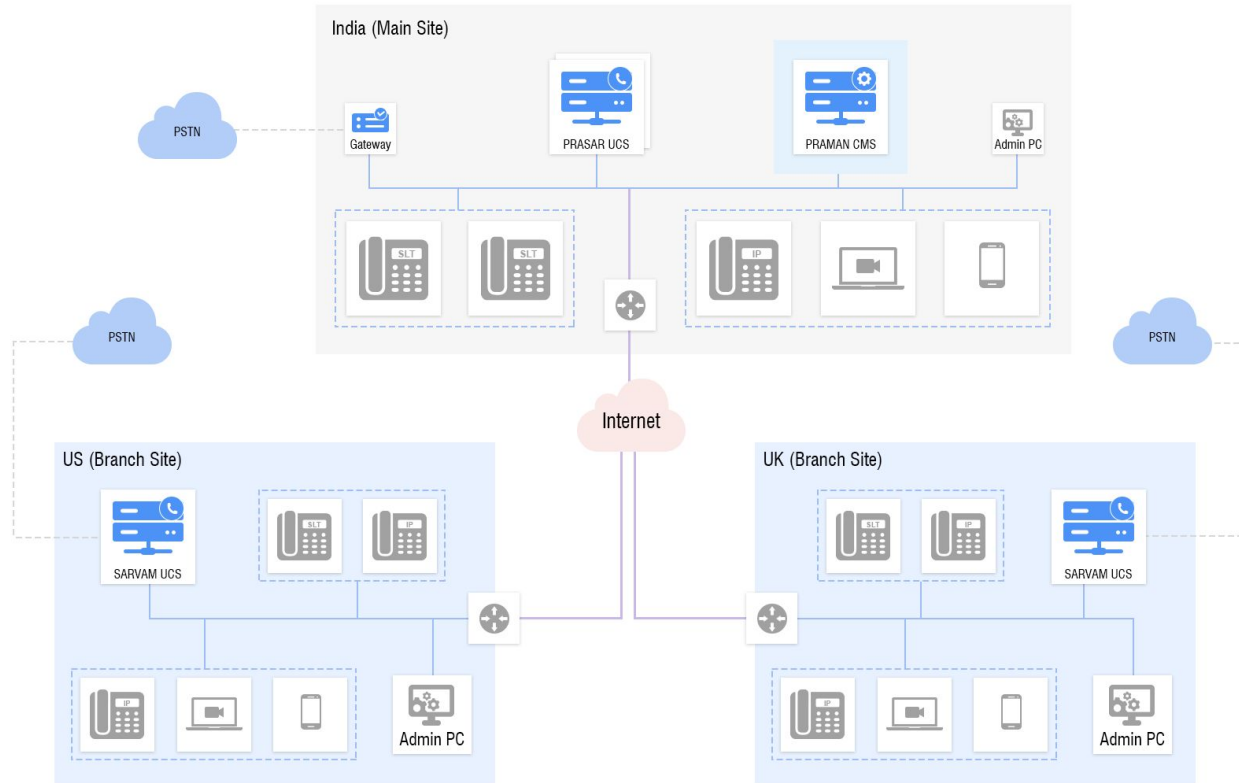 India (Main Site)
PSTN
Gateway
PRASAR UCS
PRAMAN CMS
Admin PC
SLT
SLT
IP
PSTN
PSTN
Internet
US (Branch Site)
SARVAM UCS
SLT
IP
IP
Admin PC
UK (Branch Site)
SLT
IP
SARVAM UCS
IP
Admin PC